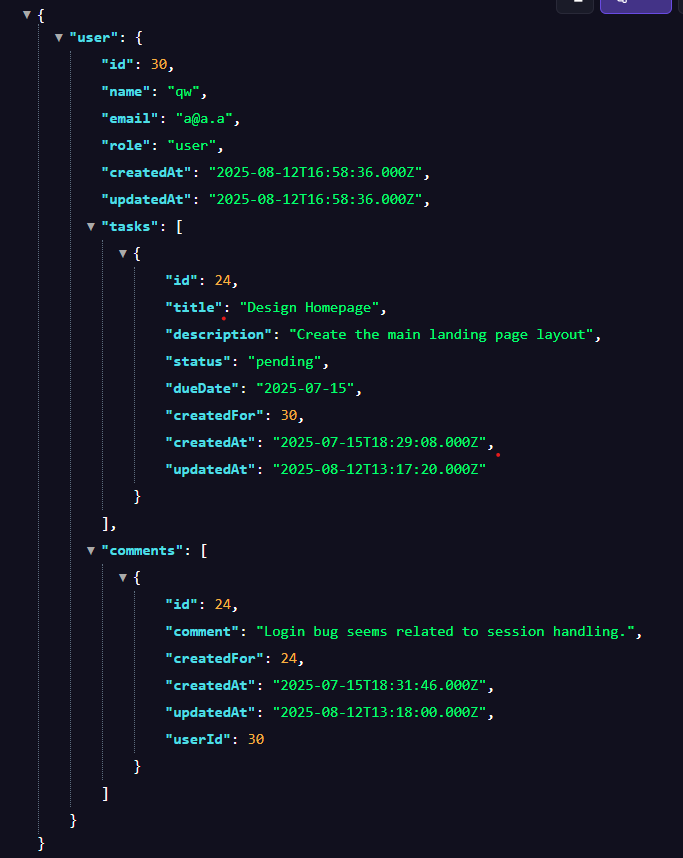 {
"user": {
"id": 30,
"name": "qw",
"email": "a@a.a",
"role": "user",
"createdAt": "2025-08-12T16:58:36.000Z",
"updatedAt": "2025-08-12T16:58:36.000Z",
"tasks": [
{
"id": 24,
"title": "Design Homepage",
"description": "Create the main landing page layout",
"status": "pending",
"dueDate": "2025-07-15",
"createdFor": 30,
"createdAt": "2025-07-15T18:29:08.000Z",
"updatedAt": "2025-08-12T13:17:20.000Z"
}
],
"comments": [
{
"id": 24,
"comment": "Login bug seems related to session handling.",
"createdFor": 24,
"createdAt": "2025-07-15T18:31:46.000Z",
"updatedAt": "2025-08-12T13:18:00.000Z",
"userId": 30
}
]
}
}